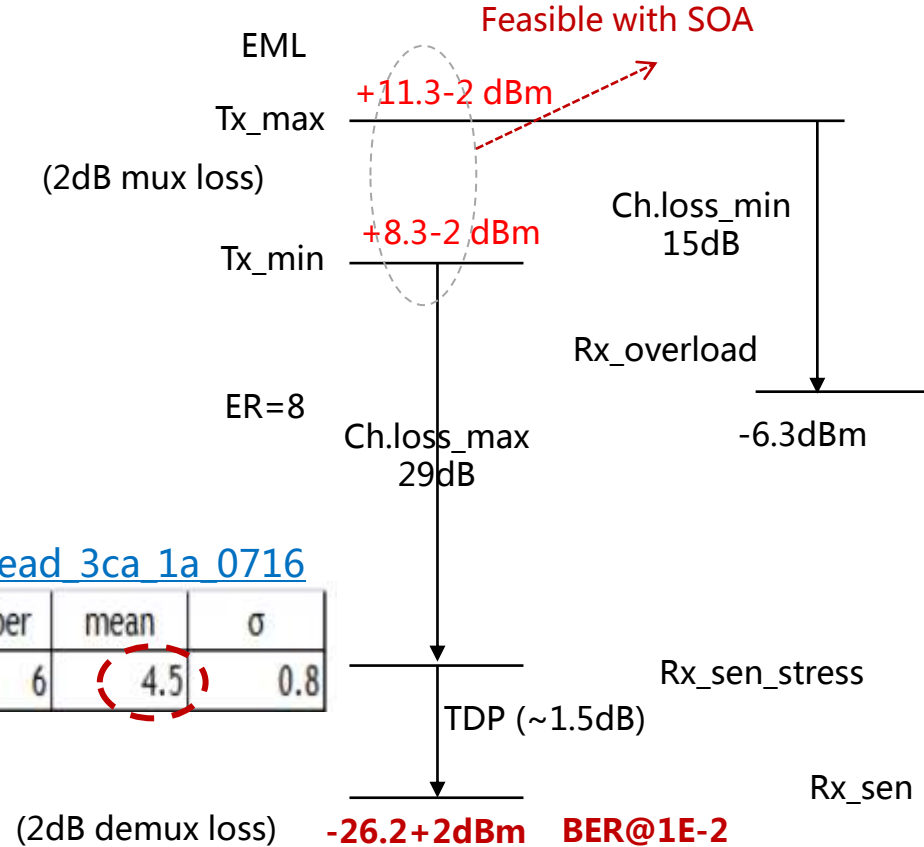 Feasible with SOA
EML
+11.3-2 dBm
Tx_max
(2dB mux loss)
Ch.loss_min
15dB
+8.3-2 dBm
Tx_min
Rx_overload
ER=8
Ch.loss_max
29dB
-6.3dBm
ead_3ca_1a_0716
mean σ
6 4.5 0.8
Rx_sen_stress
TDP (~1.5dB)
Rx_sen
(2dB demux loss) -26.2+2dBm BER@1E-2